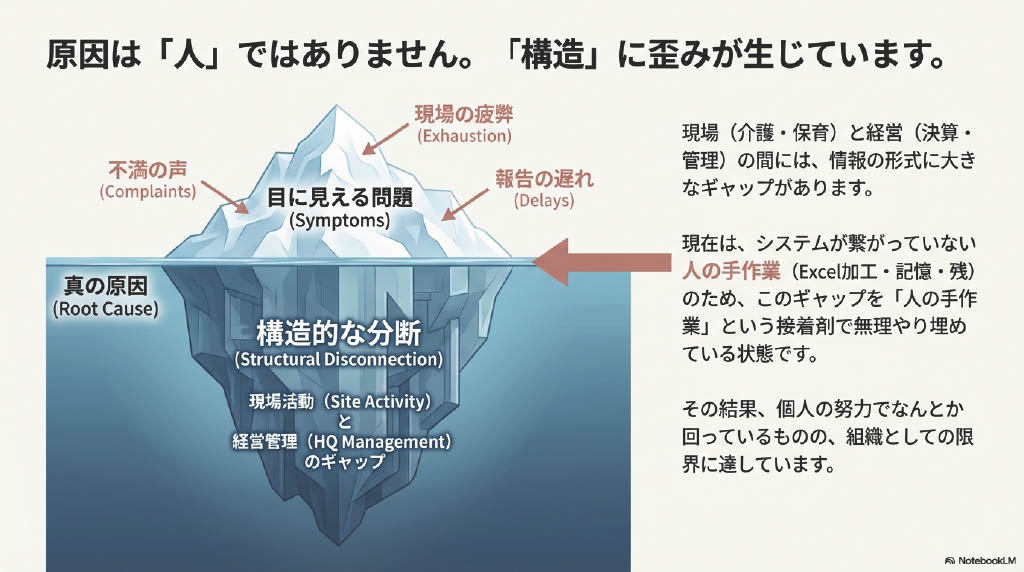 原因は「人」ではありません。「構造」に歪みが生じています。
現場の疲弊
(Exhaustion)
不満の声
(Complaints)
報告の遅れ
(Delays)
目に見える問題
(Symptoms)
真の原因
(Root Cause)
構造的な分断
(Structural Disconnection)
現場活動（Site Activity）
と
経営管理（HQ Management）
のギャップ
現場（介護・保育）と経営（決算・
管理）の間には、情報の形式に大き
なギャップがあります。
現在は、システムが繋がっていない
人の手作業（Excel加工・記憶・残）
のため、このギャップを「人の手作
業」という接着剤で無理やり埋め
ている状態です。
その結果、個人の努力でなんとか
回っているものの、組織としての限
界に達しています。
NotebookLM